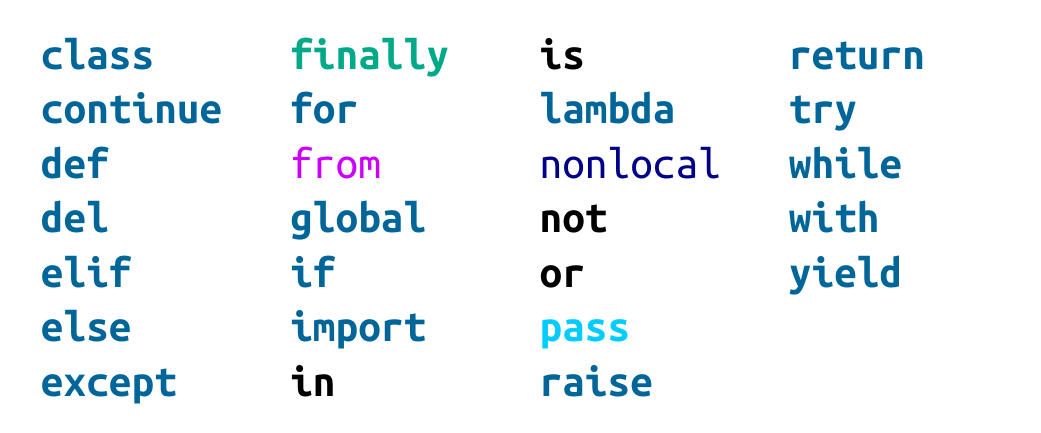 class finally is return
continue for lambda try
def from nonlocal while
del global not with
elif if or yield
else import pass
except in raise